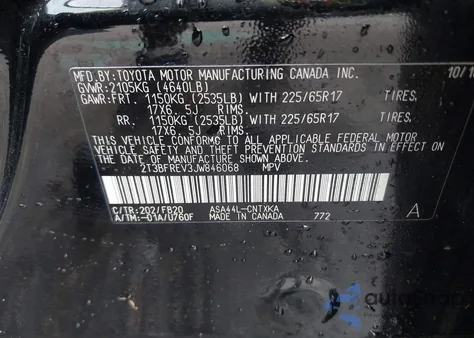 MFD.BY: TOYOTA MOTOR MANUFACTURING CANADA INC. 10/1
GVWR: 2105KG (4640LB)
GAWR: FRT. 1150KG (2535LB) WITH 225/65R17 TIRES,
17X6. 5J RIMS.
RR. 1150KG (2535LB) WITH 225/65R17 TIRES,
17X6. 5J RIMS.
THIS VEHICLE CONFORMS TO ALL APPLICABLE FEDERAL MOTOR
VEHICLE SAFETY AND THEFT PREVENTION STANDARDS IN EFFECT ON
THE DATE OF MANUFACTURE SHOWN ABOVE.
2T3BFREV3JW846068 MPV
C/TR: 202/FB20 ASA44L-CNTXKA
A/TM: -01A/U760F MADE IN CANADA 772 A